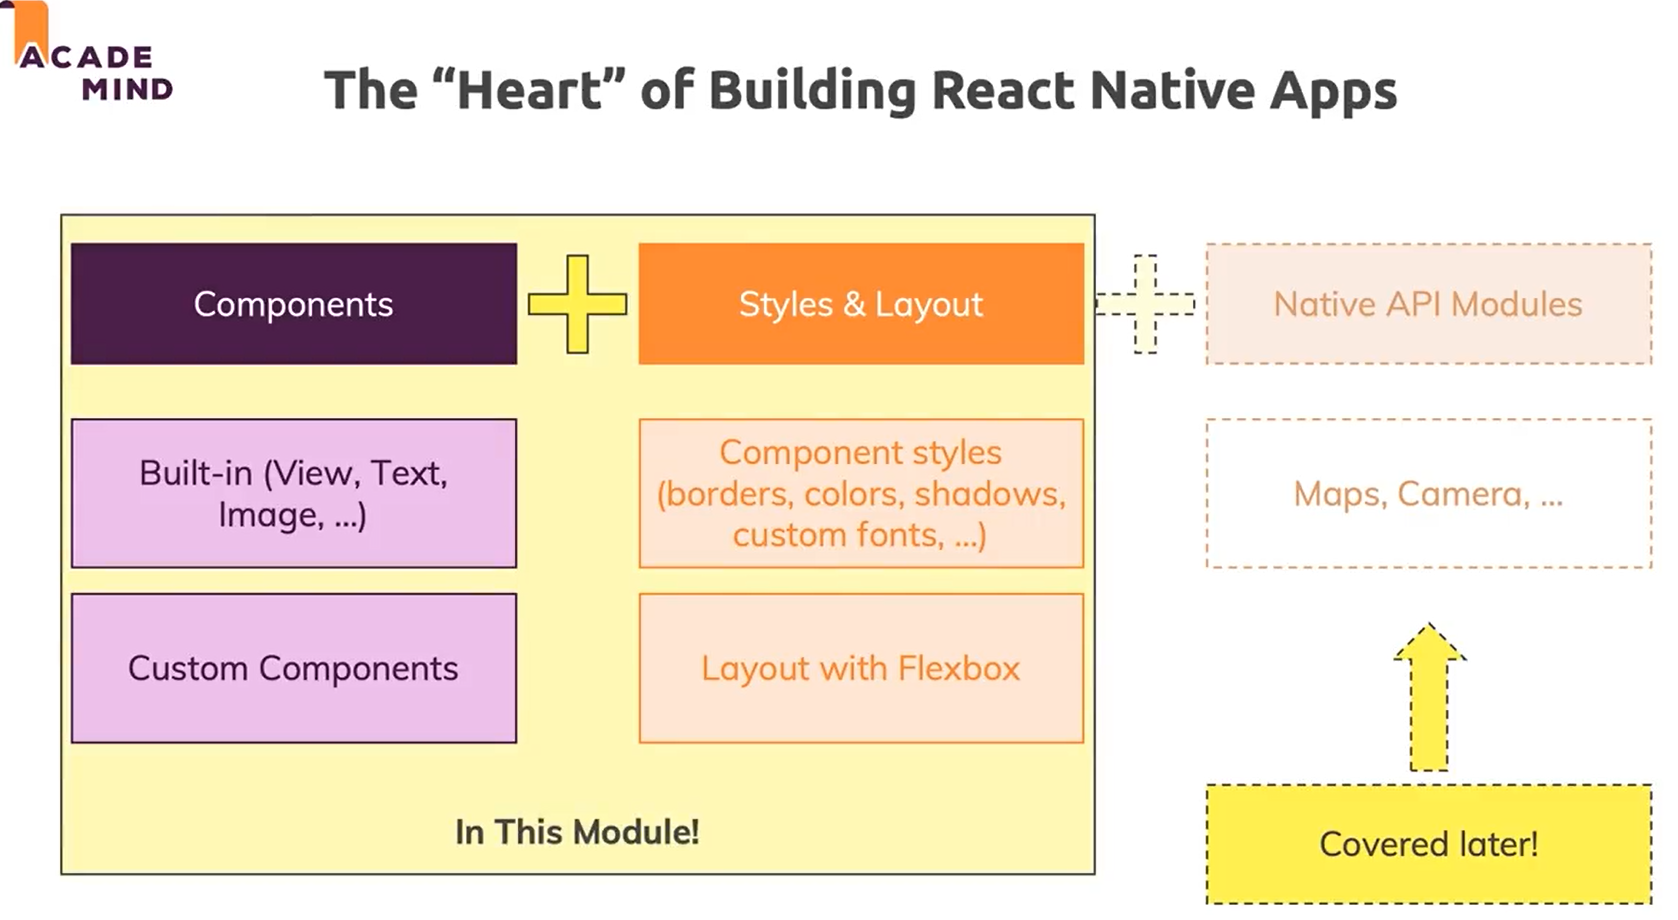 ACADE
MIND
The “Heart” of Building React Native Apps
Components
Styles & Layout
Native API Modules
Built-in (View, Text,
Image, ...)
Component styles
(borders, colors, shadows,
custom fonts, ...)
Maps, Camera, ...
Custom Components
Layout with Flexbox
In This Module!
Covered later!